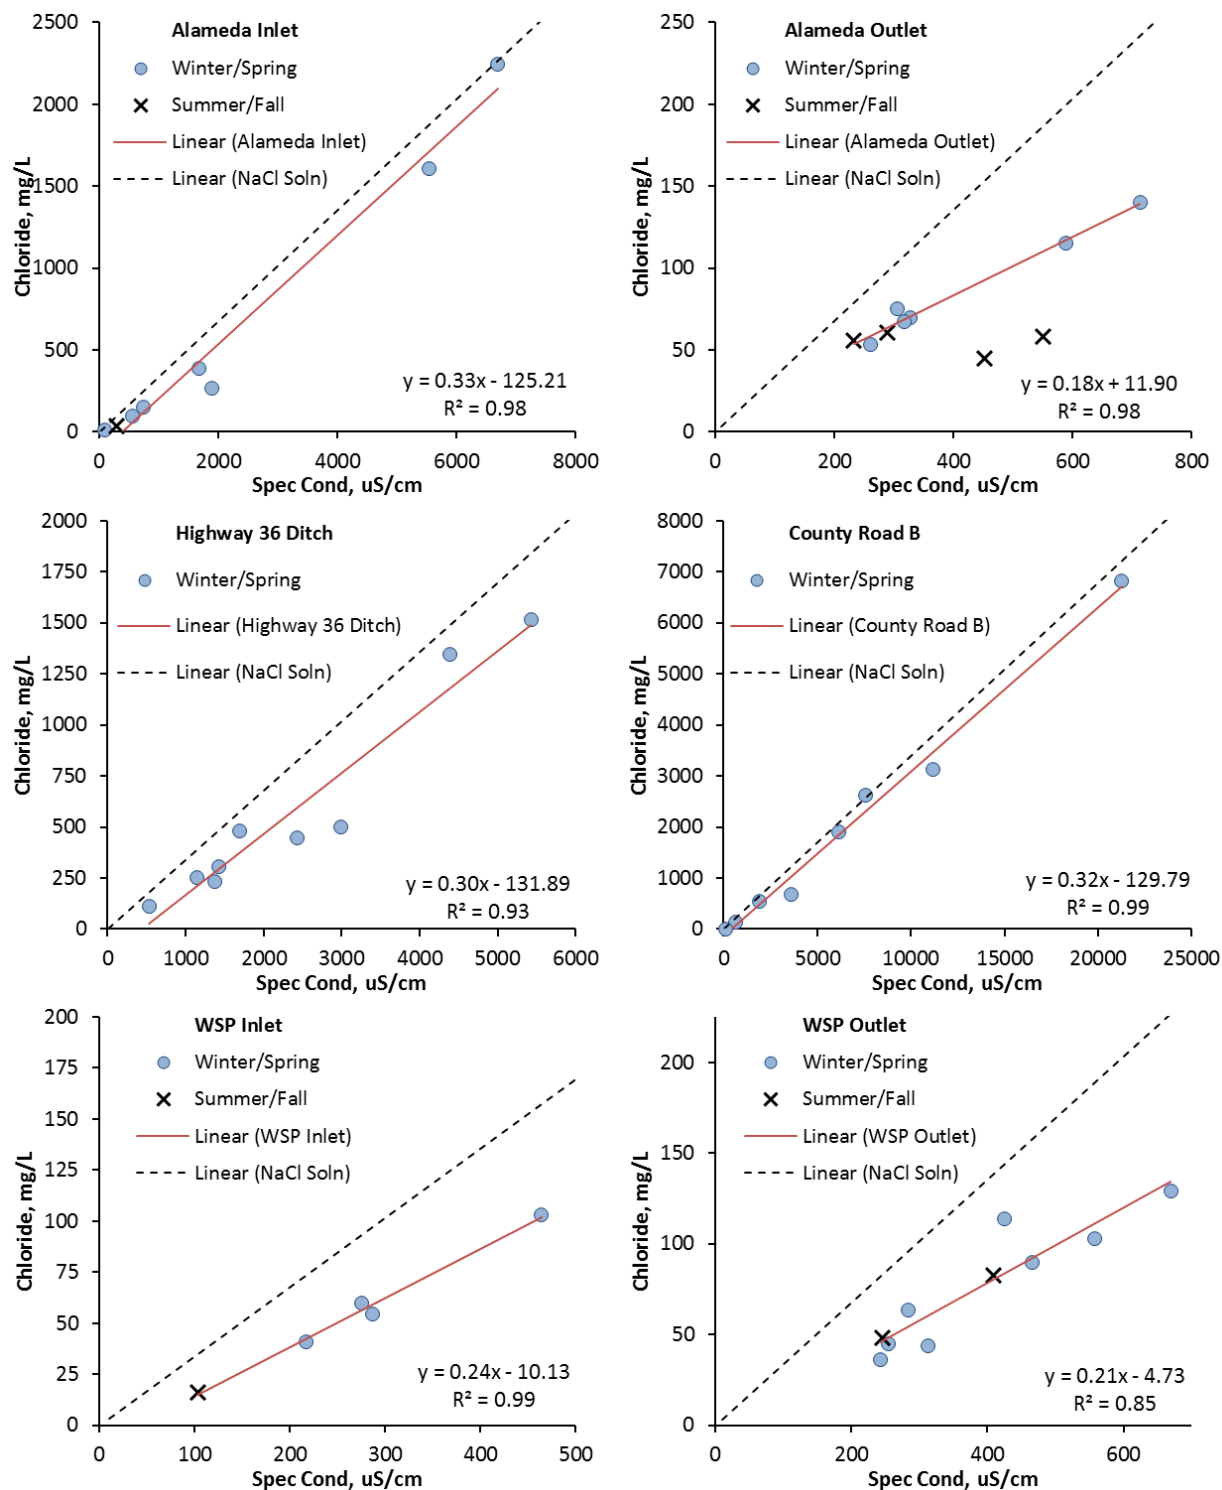 Alameda Inlet
Winter/Spring
Summer/Fall
Linear (Alameda Inlet)
Linear (NaCl Soln)
Chloride, mg/L
2500
2000
1500
1000
500
0
y = 0.33x - 125.21
R² = 0.98
0 2000 4000 6000 8000
Spec Cond, uS/cm
Alameda Outlet
Winter/Spring
Summer/Fall
Linear (Alameda Outlet)
Linear (NaCl Soln)
Chloride, mg/L
250
200
150
100
50
0
y = 0.18x + 11.90
R² = 0.98
0 200 400 600 800
Spec Cond, uS/cm
Highway 36 Ditch
Winter/Spring
Linear (Highway 36 Ditch)
Linear (NaCl Soln)
Chloride, mg/L
2000
1750
1500
1250
1000
750
500
250
0
y = 0.30x - 131.89
R² = 0.93
0 1000 2000 3000 4000 5000 6000
Spec Cond, uS/cm
County Road B
Winter/Spring
Linear (County Road B)
Linear (NaCl Soln)
Chloride, mg/L
8000
7000
6000
5000
4000
3000
2000
1000
0
y = 0.32x - 129.79
R² = 0.99
0 5000 10000 15000 20000 25000
Spec Cond, uS/cm
WSP Inlet
Winter/Spring
Summer/Fall
Linear (WSP Inlet)
Linear (NaCl Soln)
Chloride, mg/L
200
175
150
125
100
75
50
25
0
y = 0.24x - 10.13
R² = 0.99
0 100 200 300 400 500
Spec Cond, uS/cm
WSP Outlet
Winter/Spring
Summer/Fall
Linear (WSP Outlet)
Linear (NaCl Soln)
Chloride, mg/L
200
150
100
50
0
y = 0.21x - 4.73
R² = 0.85
0 200 400 600
Spec Cond, uS/cm